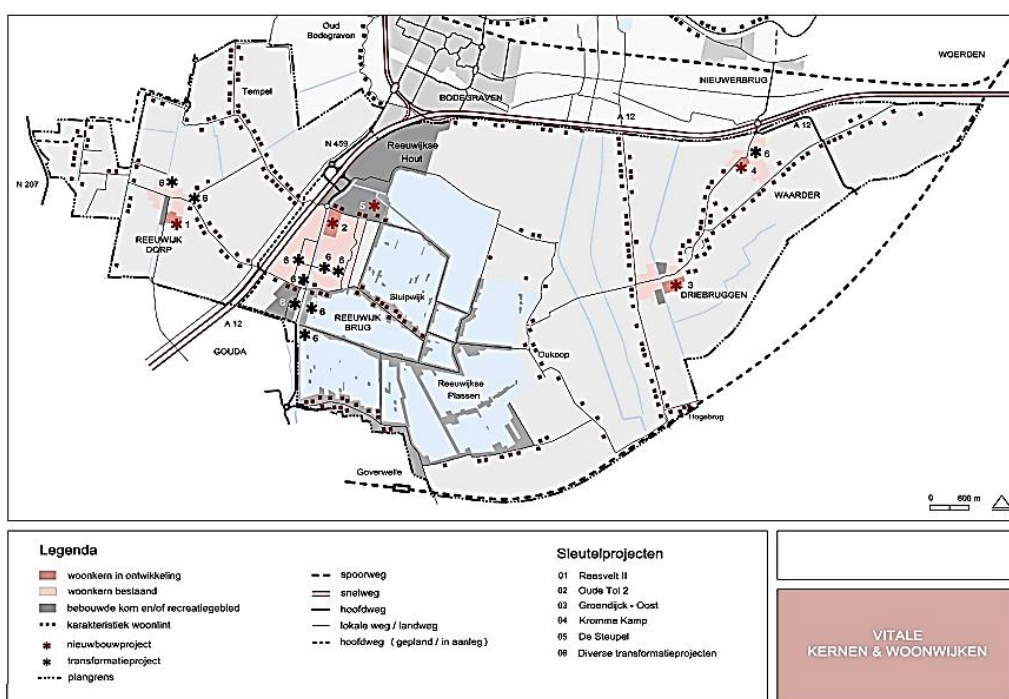 Oud
Bodegraven
WOERDEN
NIEUWERBRUG
Tempel
BODEGRAVEN
A 12
A 12
N 459
Reeuwijkse
Hout
6
4
N 207
6
6
WAARDER
5
1
2
REEUWIJK
DORP
6
6
6
6
Sluipwijk
3
DRIEBRUGGEN
6
6
REEUWIJK
BRUG
A 12
6
GOUDA
Oukoop
Reeuwijkse
Plassen
Hogebrug
Goverwelle
0 600 m
Legenda
woonkern in ontwikkeling
woonkern bestaand
bebouwde kom en/of recreatiegebied
karakteristiek woonlint
nieuwbouwproject
transformatieproject
plangrens
spoorweg
snelweg
hoofdweg
lokale weg / landweg
hoofdweg ( gepland / in aanleg )
Sleutelprojecten
01 Reesvelt II
02 Oude Tol 2
03 Groendijck - Oost
04 Kromme Kamp
05 De Steupel
06 Diverse transformatieprojecten
VITALE
KERNEN & WOONWIJKEN